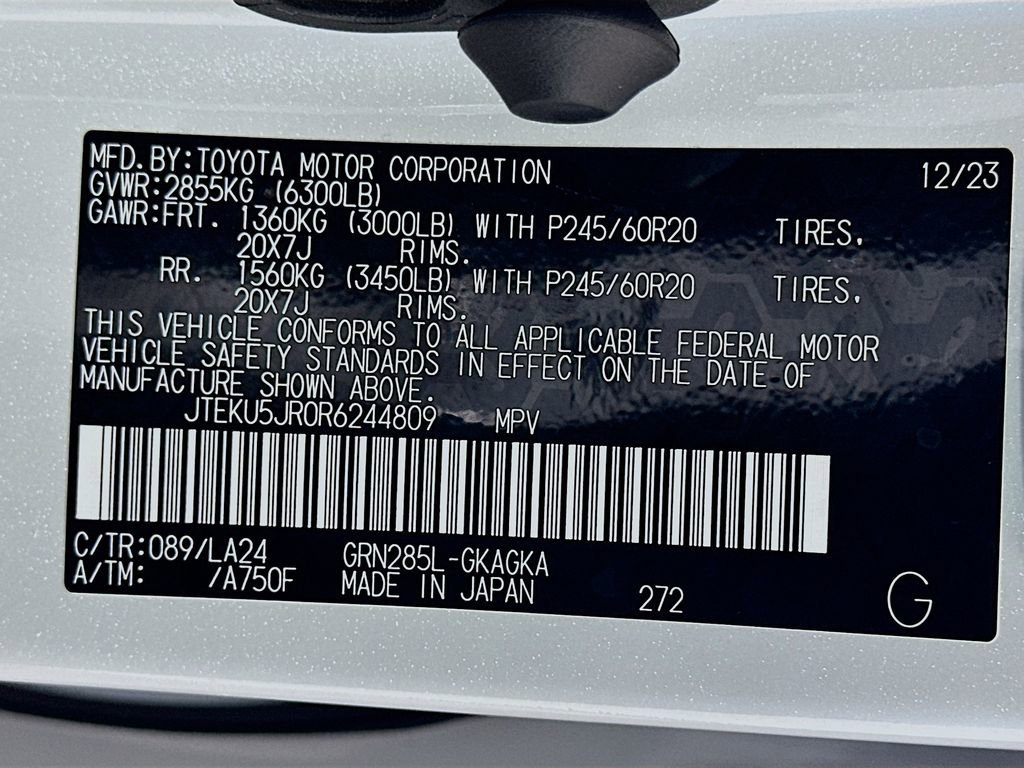 MFD.BY:TOYOTA MOTOR CORPORATION 12/23
GVWR:2855KG (6300LB)
GAWR:FRT. 1360KG (3000LB) WITH P245/60R20 TIRES,
20X7J RIMS.
RR. 1560KG (3450LB) WITH P245/60R20 TIRES,
20X7J RIMS.
THIS VEHICLE CONFORMS TO ALL APPLICABLE FEDERAL MOTOR
VEHICLE SAFETY STANDARDS IN EFFECT ON THE DATE OF
MANUFACTURE SHOWN ABOVE.
JTEKU5JR0R6244809 MPV
C/TR:089/LA24 GRN285L-GKAGKA
A/TM: /A750F MADE IN JAPAN 272 G